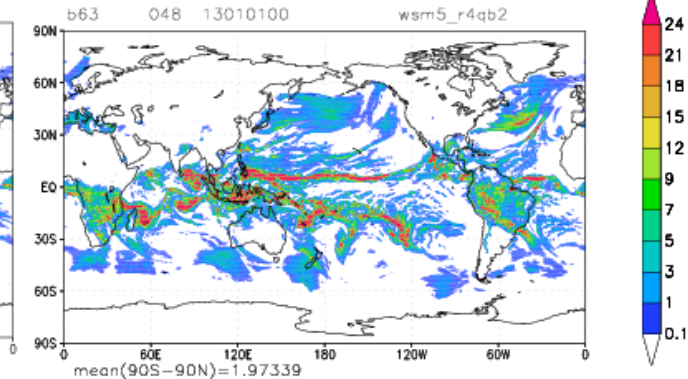 b63 048 13010100 wsm5_r4qb2
90N
60N
30N
EQ
30S
60S
90S
0 0 60E 120E 180 120W 60W 0
mean(90S-90N)=1.97339
24
21
18
15
12
9
7
5
3
1
0.1